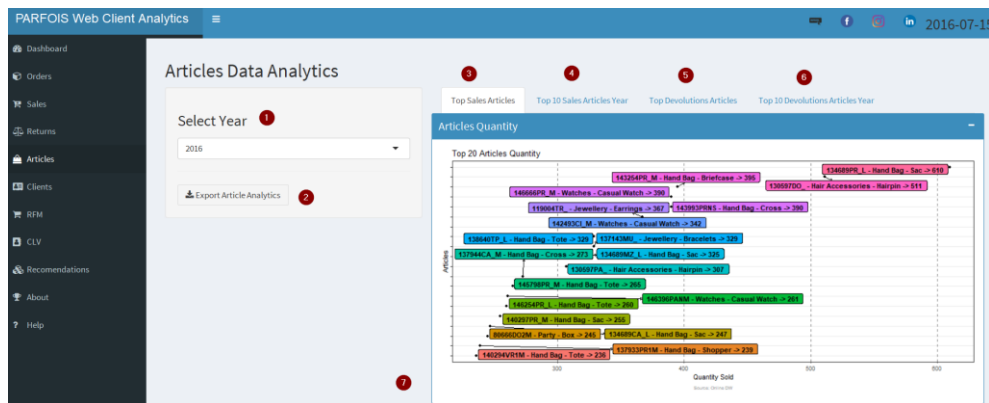 PARFOIS Web Client Analytics
2016-07-15
Dashboard
Orders
Sales
Returns
Articles
Clients
RFM
CLV
Recomendations
About
? Help
Articles Data Analytics
Select Year 1
2016
Export Article Analytics 2
3 4 5 6
Top Sales Articles Top 10 Sales Articles Year Top Devolutions Articles Top 10 Devolutions Articles Year
Articles Quantity
Top 20 Articles Quantity
134689PR_L - Hand Bag - Sac -> 610
143254PR_M - Hand Bag - Briefcase -> 395
130597DO_ - Hair Accessories - Hairpin -> 511
146666PR_M - Watches - Casual Watch -> 390
119004TR_ - Jewellery - Earrings -> 367
143993PRNS - Hand Bag - Cross -> 390
142493CI_M - Watches - Casual Watch -> 342
138640TP_L - Hand Bag - Tote -> 329
137143MU_ - Jewellery - Bracelets -> 329
137944CA_M - Hand Bag - Cross -> 273
134689MZ_L - Hand Bag - Sac -> 325
130597PA_ - Hair Accessories - Hairpin -> 307
145798PR_M - Hand Bag - Tote -> 265
146396PANM - Watches - Casual Watch -> 261
146254PR_L - Hand Bag - Tote -> 260
140297PR_M - Hand Bag - Sac -> 255
80666DO2M - Party - Box -> 245
134689CA_L - Hand Bag - Sac -> 247
137933PR1M - Hand Bag - Shopper -> 239
140294VR1M - Hand Bag - Tote -> 236
Articles
300 400 500 600
Quantity Sold
Source: Online DW
7